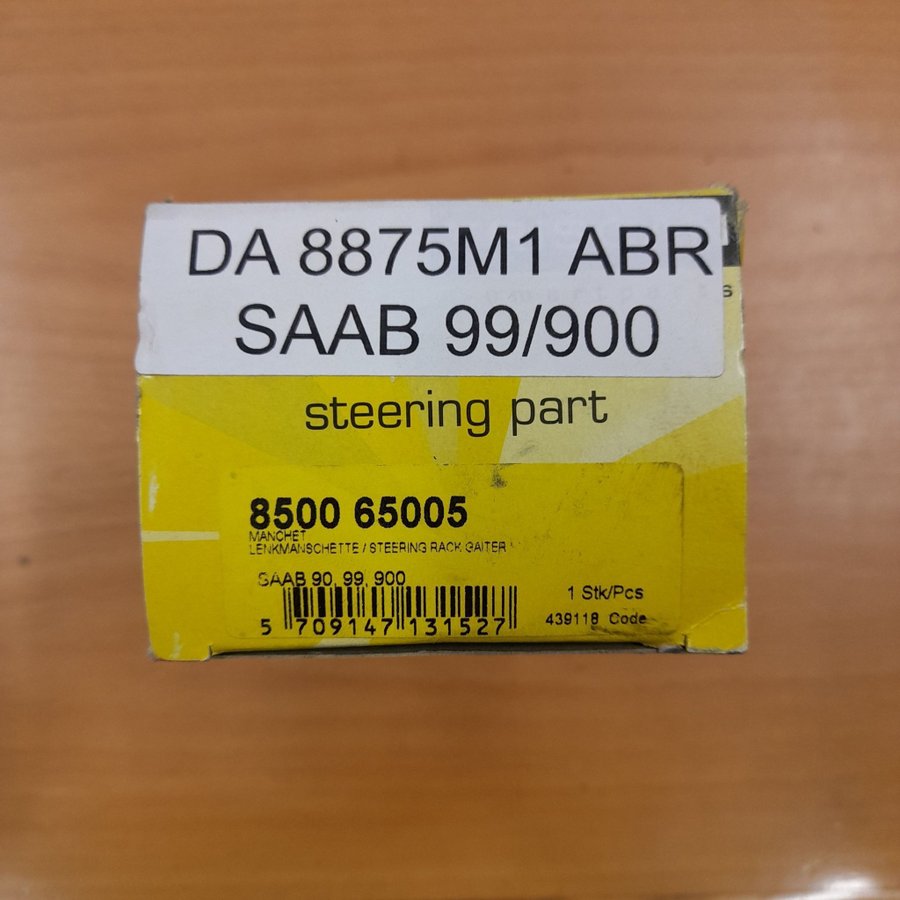 DA 8875M1 ABR
SAAB 99/900
s
steering part
8500 65005
MANCHET
LENKMANSCHETTE / STEERING RACK GAITER
SAAB 90, 99, 900
1 Stk/Pcs
5 709147 131527
439118 Code